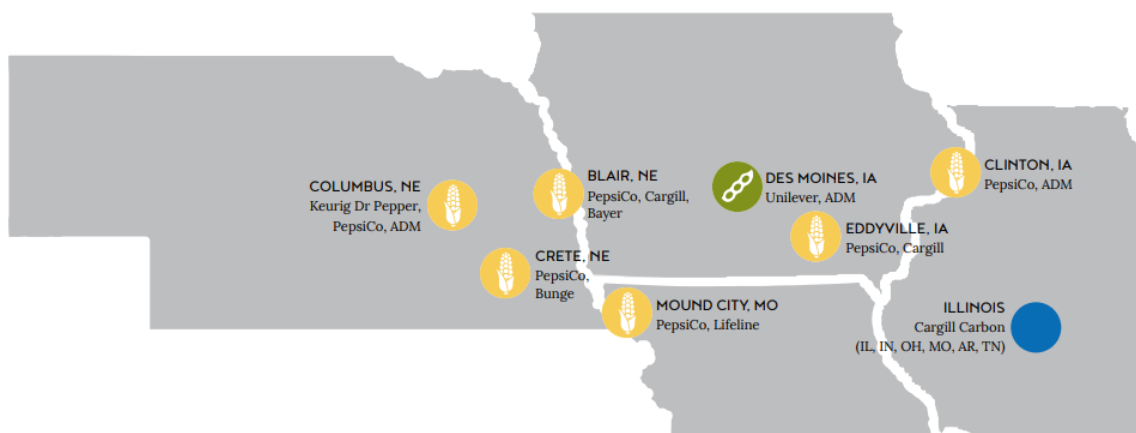 COLUMBUS, NE
Keurig Dr Pepper,
PepsiCo, ADM
BLAIR, NE
PepsiCo, Cargill,
Bayer
CRETE, NE
PepsiCo,
Bunge
MOUND CITY, MO
PepsiCo, Lifeline
DES MOINES, IA
Unilever, ADM
EDDYVILLE, IA
PepsiCo, Cargill
CLINTON, IA
PepsiCo, ADM
ILLINOIS
Cargill Carbon
(IL, IN, OH, MO, AR, TN)